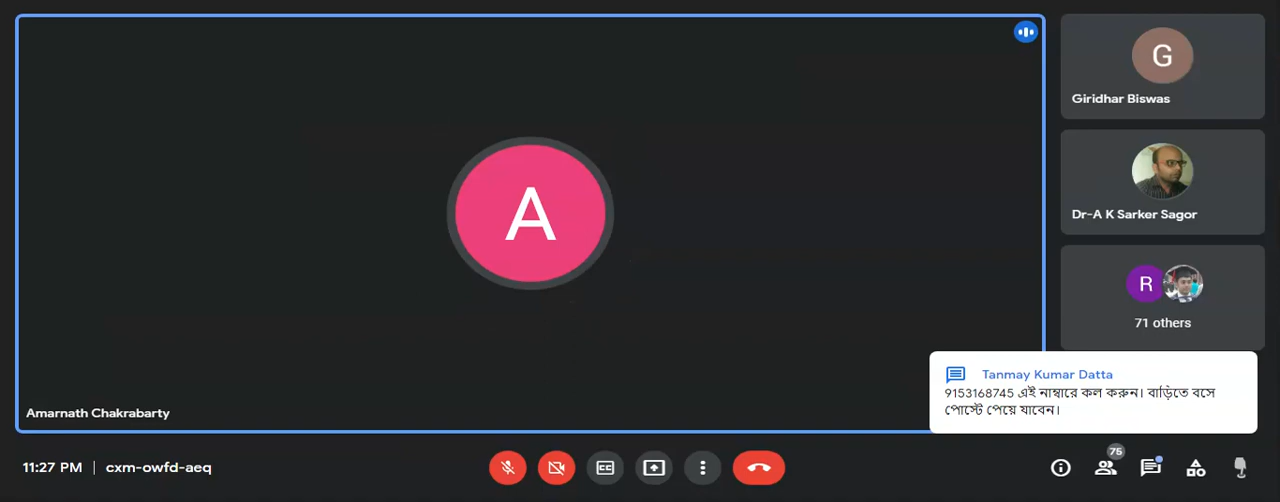 G
Giridhar Biswas
A
Dr-A K Sarker Sagor
R
71 others
Tanmay Kumar Datta
9153168745 এই নাম্বারে কল করুন। বাড়িতে বসে
পোস্টে পেয়ে যাবেন।
Amarnath Chakrabarty
11:27 PM | cxm-owfd-aeq
CC
75